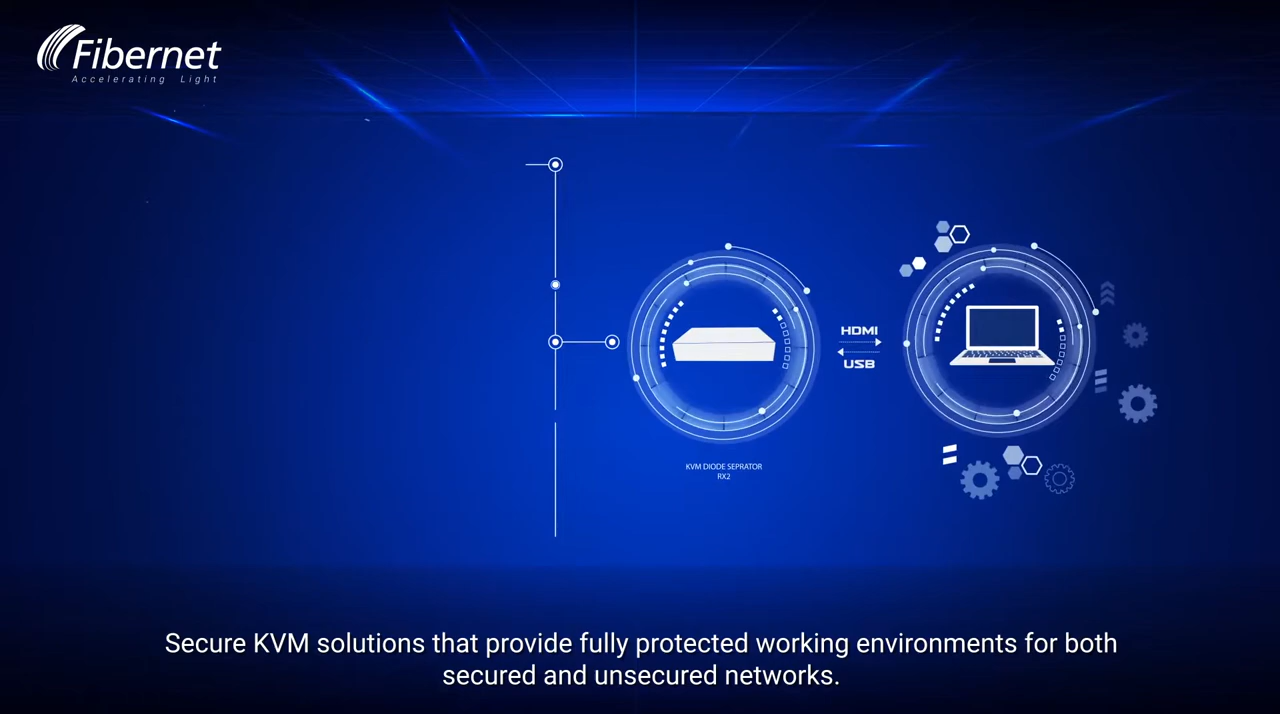 Fibernet
Accelerating Light
HDMI
USB
KVM DIODE SEPRATOR
RX2
Secure KVM solutions that provide fully protected working environments for both
secured and unsecured networks.